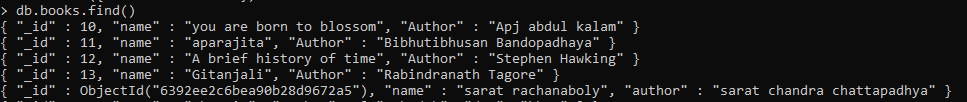 > db.books.find()
{ "_id" : 10, "name" : "you are born to blossom", "Author" : "Apj abdul kalam" }
{ "_id" : 11, "name" : "aparajita", "Author" : "Bibhutibhusan Bandopadhaya" }
{ "_id" : 12, "name" : "A brief history of time", "Author" : "Stephen Hawking" }
{ "_id" : 13, "name" : "Gitanjali", "Author" : "Rabindranath Tagore" }
{ "_id" : ObjectId("6392ee2c6bea90b28d9672a5"), "name" : "sarat rachanaboly", "author" : "sarat chandra chattapadhya" }